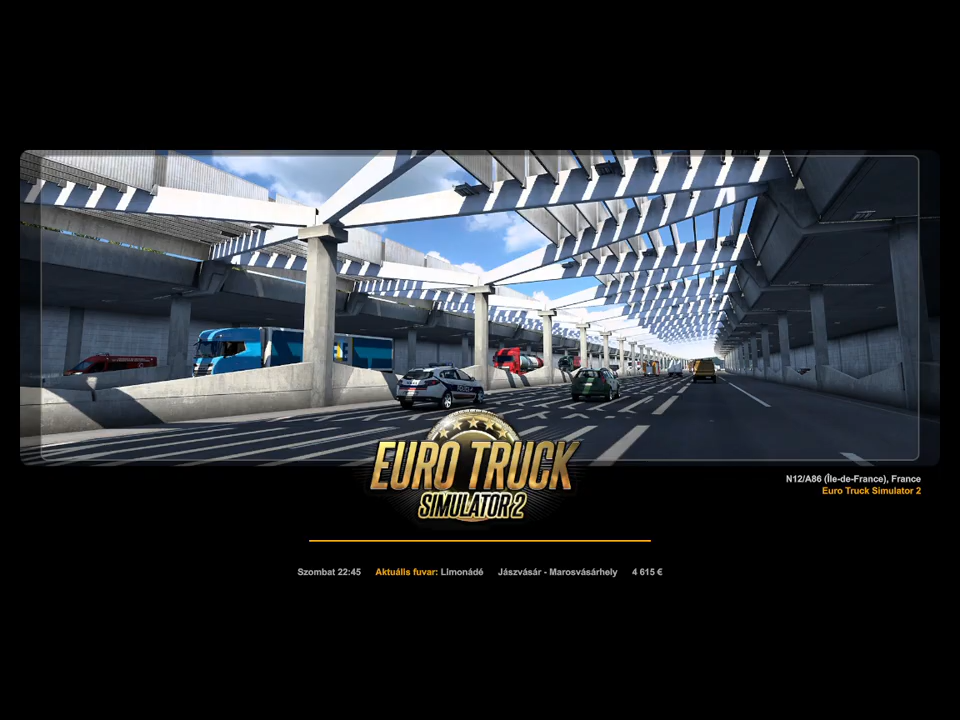 EURO TRUCK
SIMULATOR 2
N12/A86 (Île-de-France), France
Euro Truck Simulator 2
Szombat 22:45 Aktuális fuvar: Limonádé Jászvásár - Marosvásárhely 4 615 €